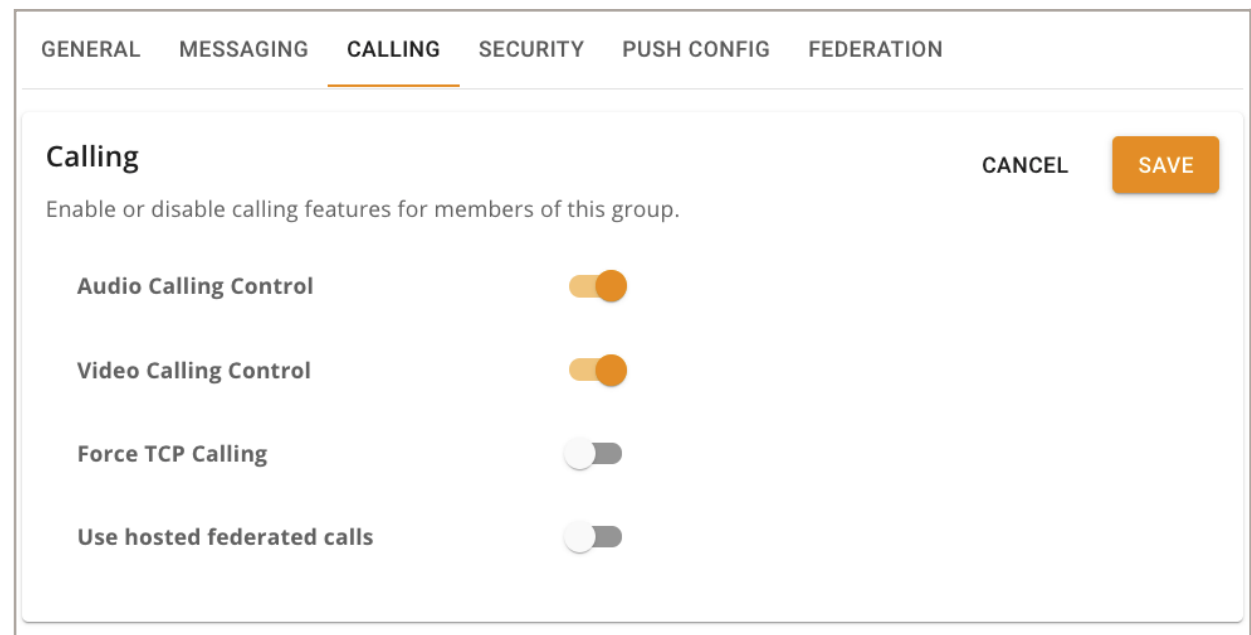 GENERAL MESSAGING CALLING SECURITY PUSH CONFIG FEDERATION
Calling
CANCEL SAVE
Enable or disable calling features for members of this group.
Audio Calling Control
Video Calling Control
Force TCP Calling
Use hosted federated calls